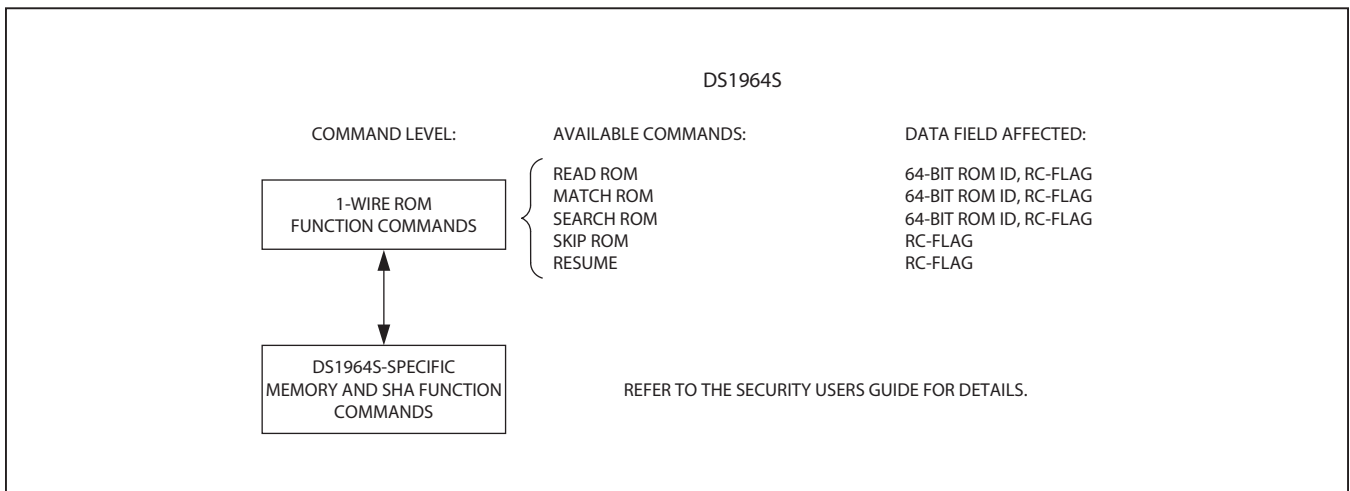 DS1964S
COMMAND LEVEL:
AVAILABLE COMMANDS:
DATA FIELD AFFECTED:
1-WIRE ROM
FUNCTION COMMANDS
READ ROM
64-BIT ROM ID, RC-FLAG
MATCH ROM
64-BIT ROM ID, RC-FLAG
SEARCH ROM
64-BIT ROM ID, RC-FLAG
SKIP ROM
RC-FLAG
RESUME
RC-FLAG
DS1964S-SPECIFIC
MEMORY AND SHA FUNCTION
COMMANDS
REFER TO THE SECURITY USERS GUIDE FOR DETAILS.